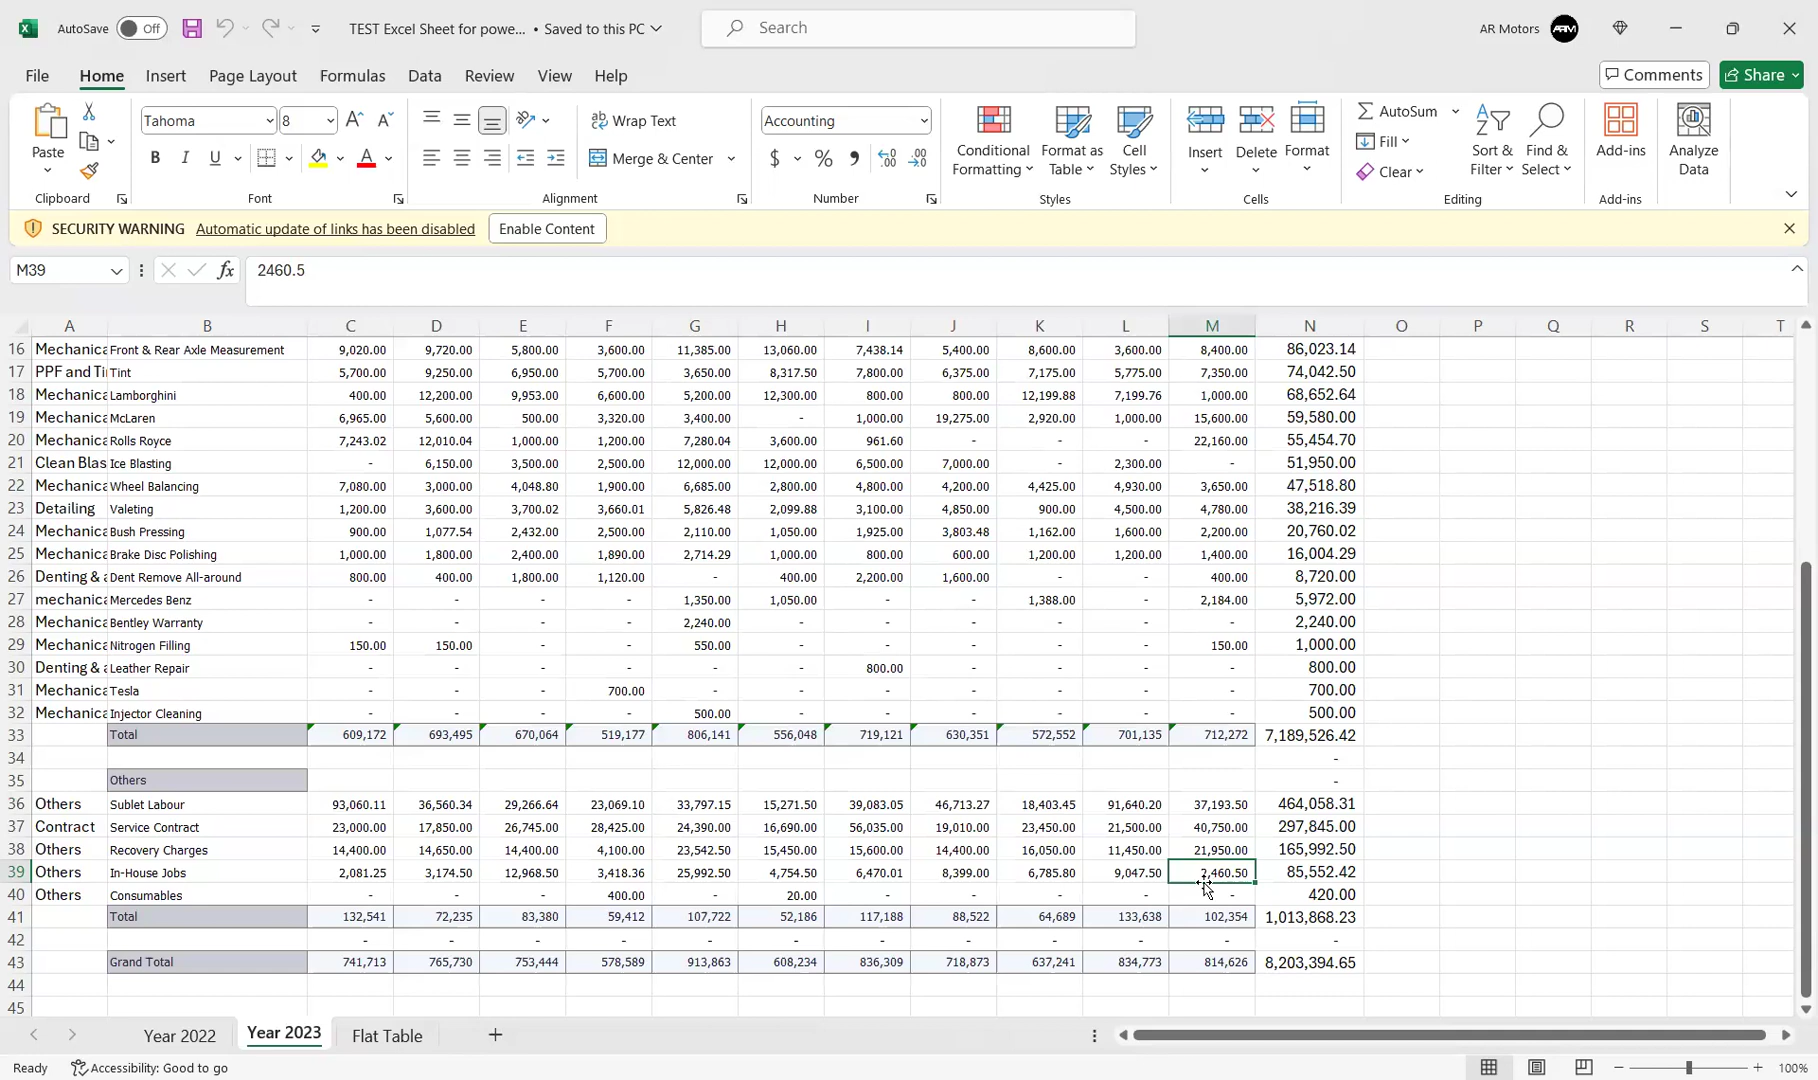 AutoSave Off TEST Excel Sheet for powe... • Saved to this PC Search AR Motors ARM
File Home Insert Page Layout Formulas Data Review View Help Comments Share
Paste Tahoma 8 Wrap Text Accounting Conditional Formatting Format as Table Cell Styles Insert Delete Format AutoSum Sort & Filter Find & Select Add-ins Analyze Data
B I U A Merge & Center $ % Fill Clear
Clipboard Font Alignment Number Styles Cells Editing Add-ins
SECURITY WARNING Automatic update of links has been disabled Enable Content
M39 fx 2460.5
A B C D E F G H I J K L M N O P Q R S T
16 Mechanica Front & Rear Axle Measurement 9,020.00 9,720.00 5,800.00 3,600.00 11,385.00 13,060.00 7,438.14 5,400.00 8,600.00 3,600.00 8,400.00 86,023.14
17 PPF and Ti Tint 5,700.00 9,250.00 6,950.00 5,700.00 3,650.00 8,317.50 7,800.00 6,375.00 7,175.00 5,775.00 7,350.00 74,042.50
18 Mechanica Lamborghini 400.00 12,200.00 9,953.00 6,600.00 5,200.00 12,300.00 800.00 800.00 12,199.88 7,199.76 1,000.00 68,652.64
19 Mechanica McLaren 6,965.00 5,600.00 500.00 3,320.00 3,400.00 - 1,000.00 19,275.00 2,920.00 1,000.00 15,600.00 59,580.00
20 Mechanica Rolls Royce 7,243.02 12,010.04 1,000.00 1,200.00 7,280.04 3,600.00 961.60 - - - 22,160.00 55,454.70
21 Clean Blas Ice Blasting - 6,150.00 3,500.00 2,500.00 12,000.00 12,000.00 6,500.00 7,000.00 - 2,300.00 - 51,950.00
22 Mechanica Wheel Balancing 7,080.00 3,000.00 4,048.80 1,900.00 6,685.00 2,800.00 4,800.00 4,200.00 4,425.00 4,930.00 3,650.00 47,518.80
23 Detailing Valeting 1,200.00 3,600.00 3,700.02 3,660.01 5,826.48 2,099.88 3,100.00 4,850.00 900.00 4,500.00 4,780.00 38,216.39
24 Mechanica Bush Pressing 900.00 1,077.54 2,432.00 2,500.00 2,110.00 1,050.00 1,925.00 3,803.48 1,162.00 1,600.00 2,200.00 20,760.02
25 Mechanica Brake Disc Polishing 1,000.00 1,800.00 2,400.00 1,890.00 2,714.29 1,000.00 800.00 600.00 1,200.00 1,200.00 1,400.00 16,004.29
26 Denting & a Dent Remove All-around 800.00 400.00 1,800.00 1,120.00 - 400.00 2,200.00 1,600.00 - - 400.00 8,720.00
27 mechanica Mercedes Benz - - - - 1,350.00 1,050.00 - - 1,388.00 - 2,184.00 5,972.00
28 Mechanica Bentley Warranty - - - - 2,240.00 - - - - - - 2,240.00
29 Mechanica Nitrogen Filling 150.00 150.00 - - 550.00 - - - - - 150.00 1,000.00
30 Denting & a Leather Repair - - - - - - 800.00 - - - - 800.00
31 Mechanica Tesla - - - 700.00 - - - - - - - 700.00
32 Mechanica Injector Cleaning - - - - 500.00 - - - - - - 500.00
33 Total 609,172 693,495 670,064 519,177 806,141 556,048 719,121 630,351 572,552 701,135 712,272 7,189,526.42
34 -
35 Others -
36 Others Sublet Labour 93,060.11 36,560.34 29,266.64 23,069.10 33,797.15 15,271.50 39,083.05 46,713.27 18,403.45 91,640.20 37,193.50 464,058.31
37 Contract Service Contract 23,000.00 17,850.00 26,745.00 28,425.00 24,390.00 16,690.00 56,035.00 19,010.00 23,450.00 21,500.00 40,750.00 297,845.00
38 Others Recovery Charges 14,400.00 14,650.00 14,400.00 4,100.00 23,542.50 15,450.00 15,600.00 14,400.00 16,050.00 11,450.00 21,950.00 165,992.50
39 Others In-House Jobs 2,081.25 3,174.50 12,968.50 3,418.36 25,992.50 4,754.50 6,470.01 8,399.00 6,785.80 9,047.50 2,460.50 85,552.42
40 Others Consumables - - - 400.00 - 20.00 - - - - - 420.00
41 Total 132,541 72,235 83,380 59,412 107,722 52,186 117,188 88,522 64,689 133,638 102,354 1,013,868.23
42 - - - - - - - - - - - -
43 Grand Total 741,713 765,730 753,444 578,589 913,863 608,234 836,309 718,873 637,241 834,773 814,626 8,203,394.65
44
45
Year 2022 Year 2023 Flat Table +
Ready Accessibility: Good to go 100%